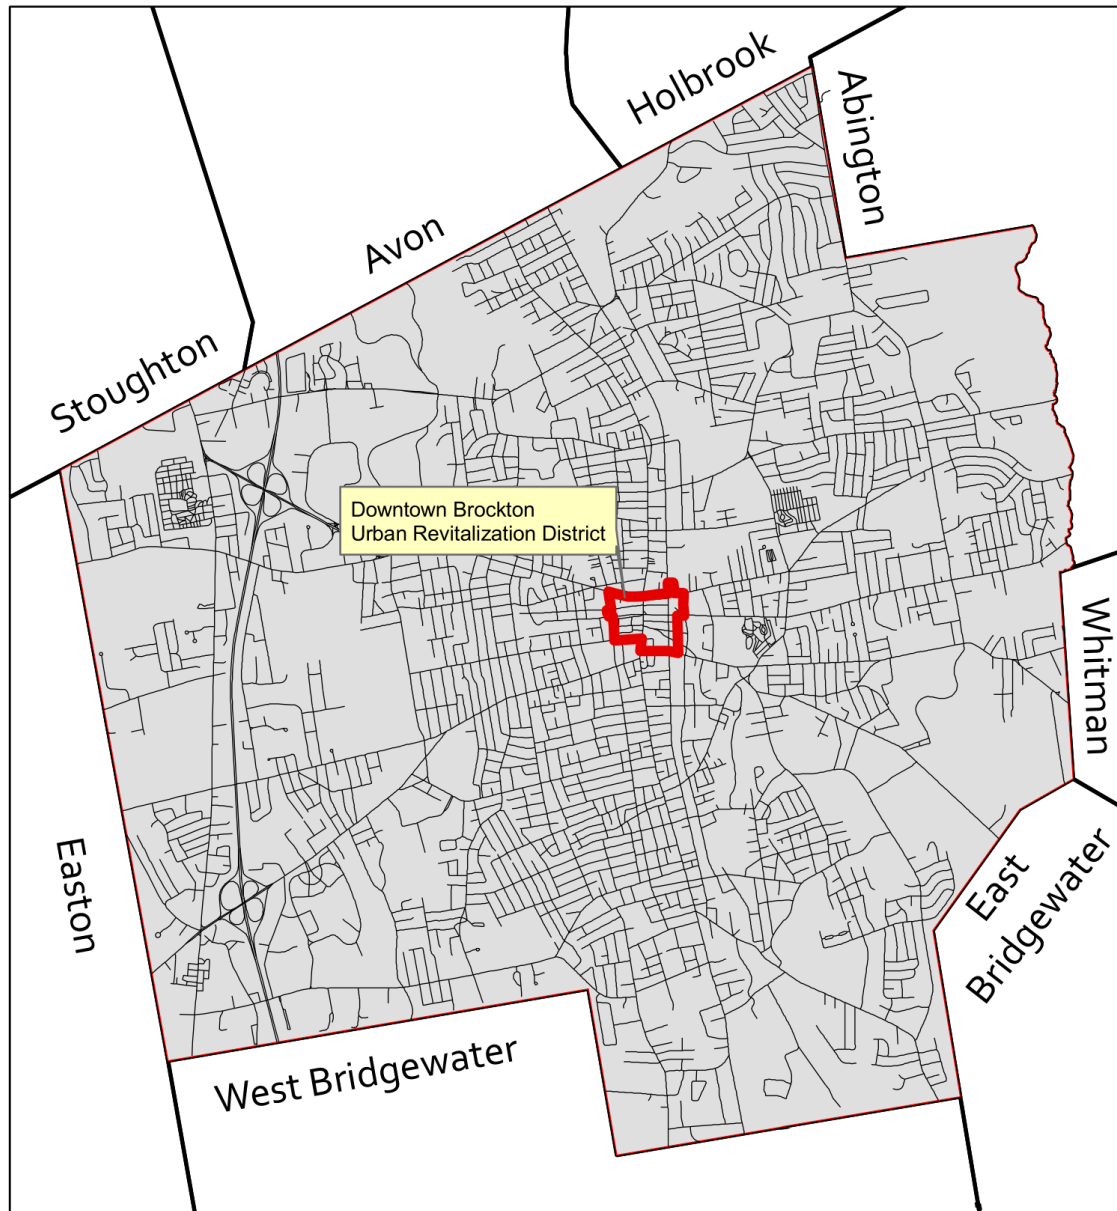 Holbrook
Abington
Avon
Stoughton
Downtown Brockton
Urban Revitalization District
Whitman
Easton
East
Bridgewater
West Bridgewater